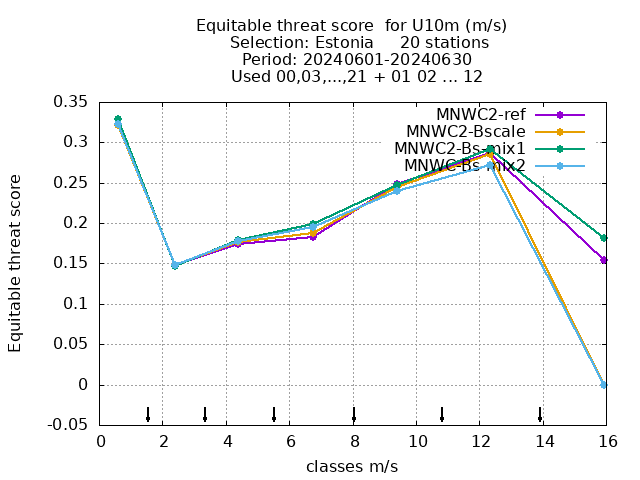 Equitable threat score  for U10m (m/s)
Selection: Estonia     20 stations
Period: 20240601-20240630
Used 00,03,...,21 + 01 02 ... 12
MNWC2-ref
MNWC2-Bscale
MNWC2-Bs-mix1
MNWC-Bs-mix2
0.35
0.3
0.25
0.2
0.15
0.1
0.05
0
-0.05
Equitable threat score
0 2 4 6 8 10 12 14 16
classes m/s